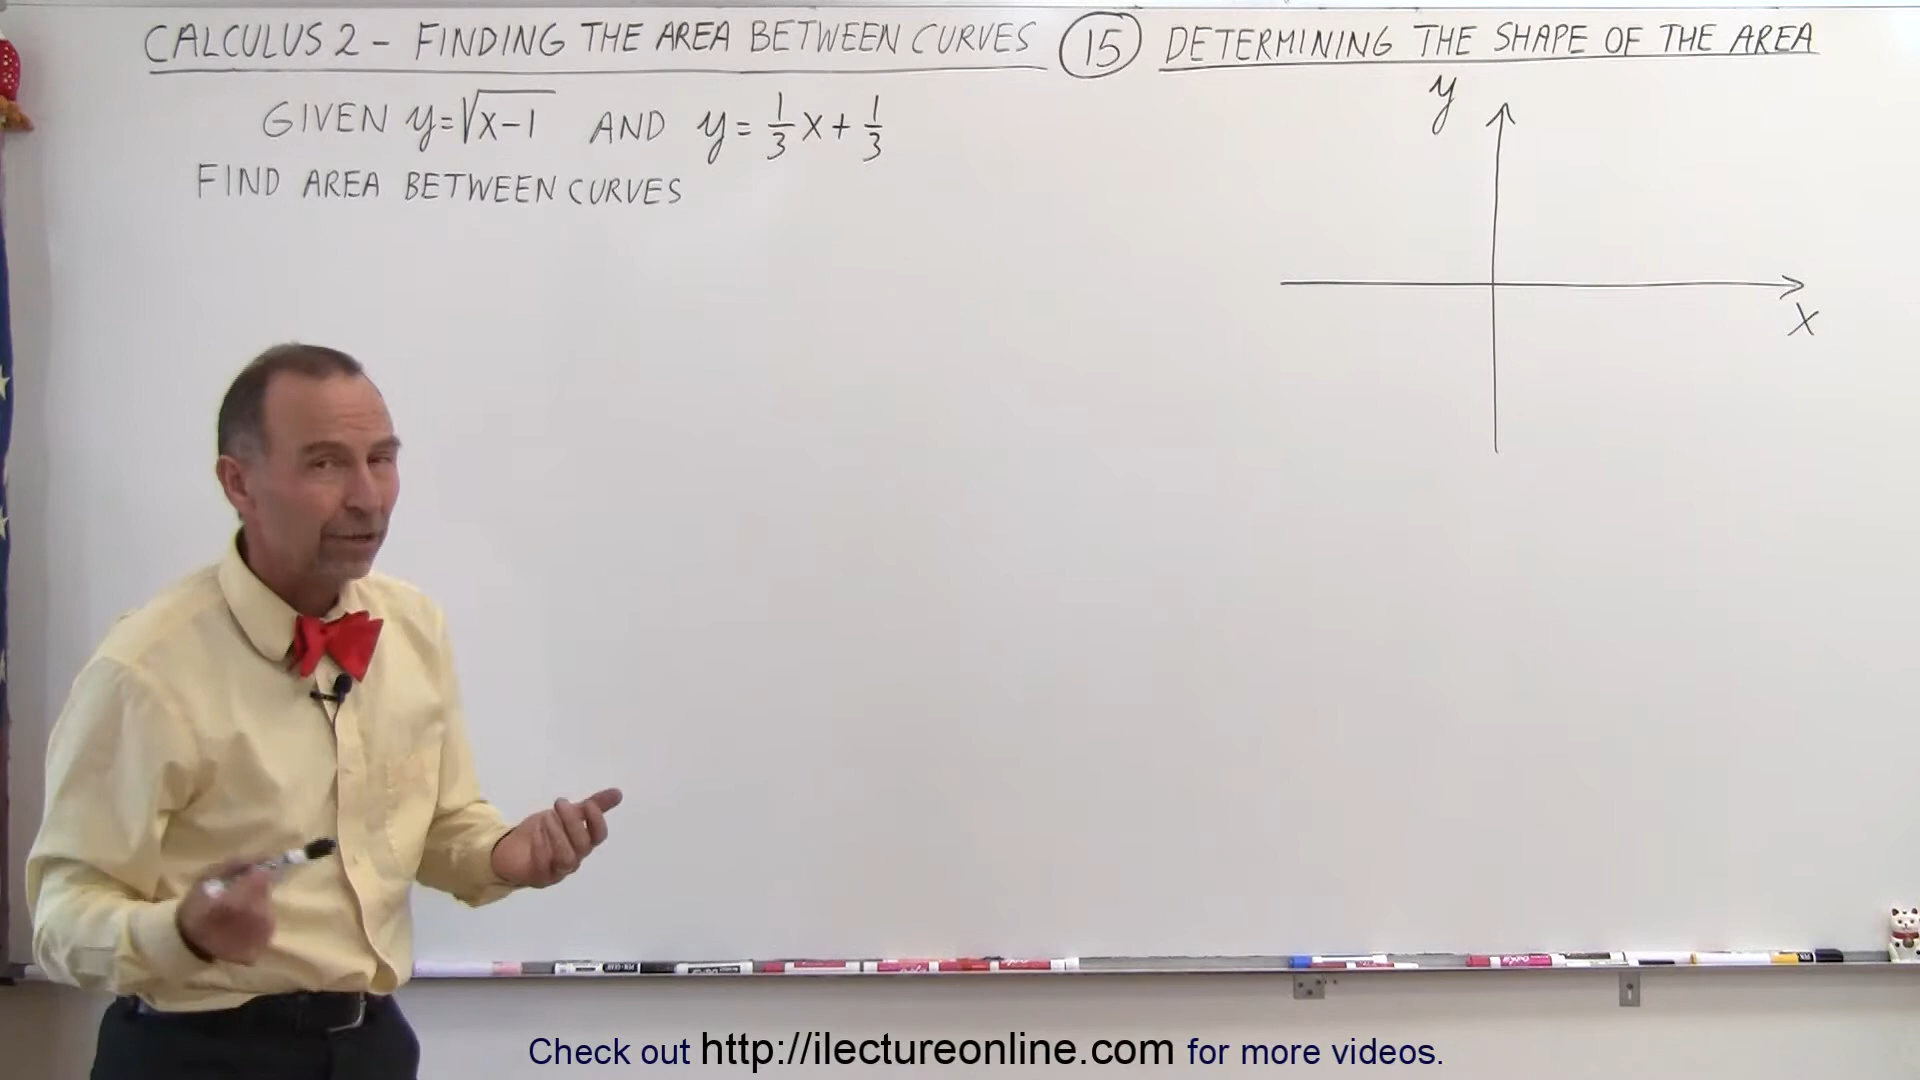 CALCULUS 2 - FINDING THE AREA BETWEEN CURVES 15 DETERMINING THE SHAPE OF THE AREA
GIVEN y=√x-1 AND y=1/3x+1/3
FIND AREA BETWEEN CURVES
y
x
Check out http://ilectureonline.com for more videos.